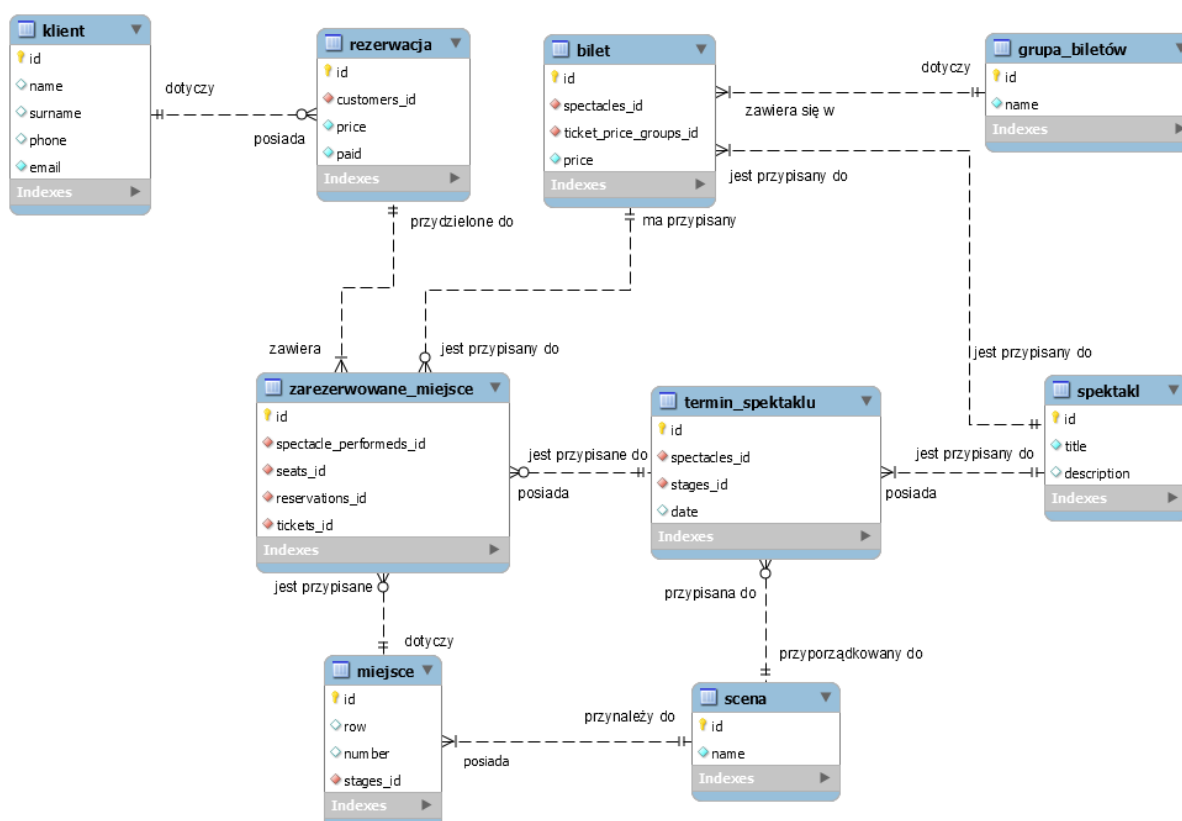 klient
id
name
surname
phone
email
Indexes
dotyczy
posiada
rezerwacja
id
customers_id
price
paid
Indexes
bilet
id
spectacles_id
ticket_price_groups_id
price
Indexes
dotyczy
zawiera się w
grupa_biletów
id
name
Indexes
jest przypisany do
przydzielone do
ma przypisany
zawiera
jest przypisany do
jest przypisany do
zarezerwowane_miejsce
id
spectacle_performeds_id
seats_id
reservations_id
tickets_id
Indexes
jest przypisane do
posiada
termin_spektaklu
id
spectacles_id
stages_id
date
Indexes
jest przypisany do
posiada
spektakl
id
title
description
Indexes
jest przypisane
dotyczy
przypisana do
przyporządkowany do
miejsce
id
row
number
stages_id
Indexes
przynależy do
posiada
scena
id
name
Indexes